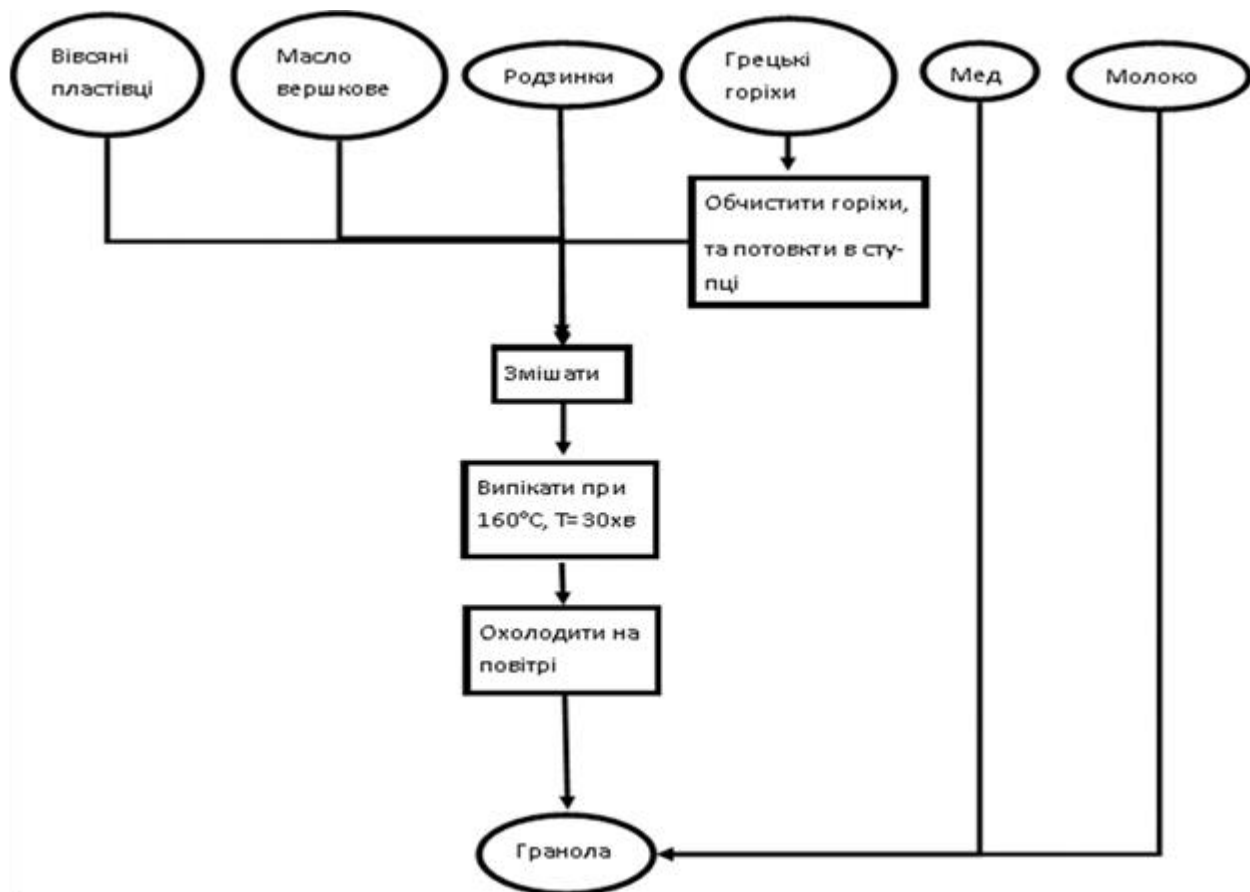 Вівсяні
пластівці
Масло
вершкове
Родзинки
Грецькі
горіхи
Мед
Молоко
Обчистити горіхи,
та потовкти в сту-
пці
Змішати
Випікати при
160°С, Т= 30хв
Охолодити на
повітрі
Гранола